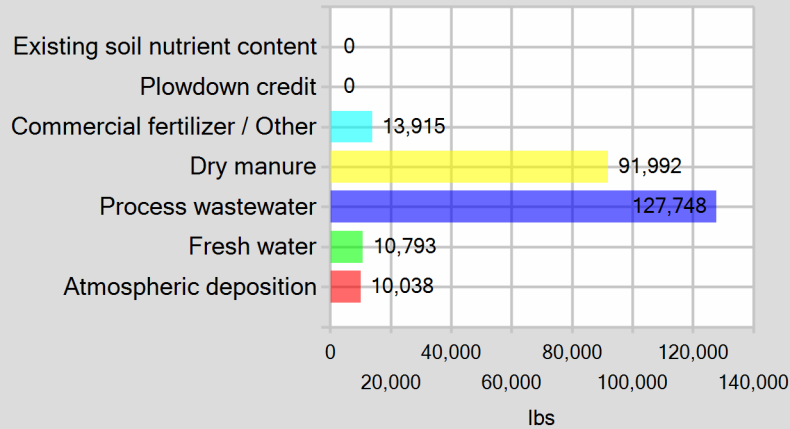 Existing soil nutrient content 0
Plowdown credit 0
Commercial fertilizer / Other 13,915
Dry manure 91,992
Process wastewater 127,748
Fresh water 10,793
Atmospheric deposition 10,038
0 40,000 80,000 120,000
20,000 60,000 100,000 140,000
lbs